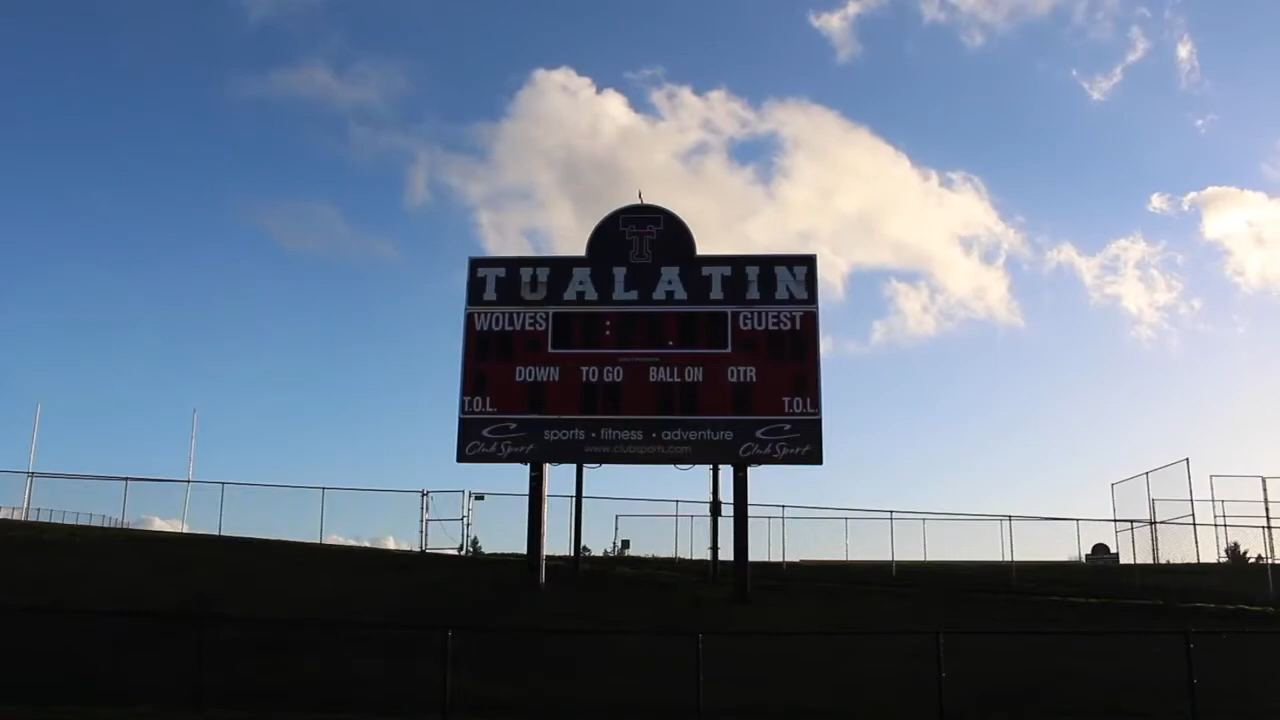 T
TUALATIN
WOLVES GUEST
DOWN TO GO BALL ON QTR
T.O.L. T.O.L.
sports • fitness • adventure
Club Sport www.clubsports.com Club Sport